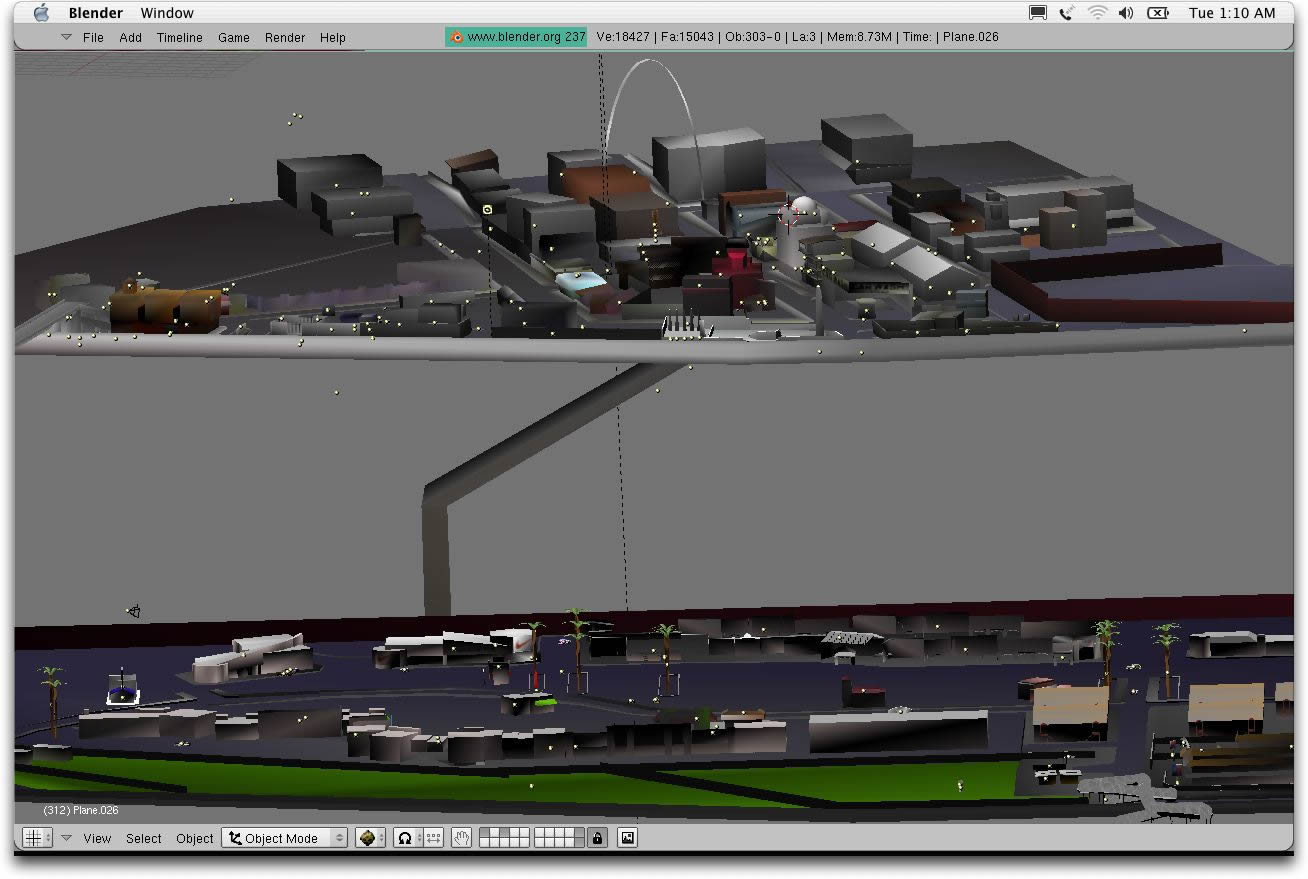 Blender Window Tue 1:10 AM
File Add Timeline Game Render Help www.blender.org 237 Ve:18427 | Fa:15043 | Ob:303-0 | La:3 | Mem:8.73M | Time: | Plane.026
(312) Plane.026
View Select Object Object Mode